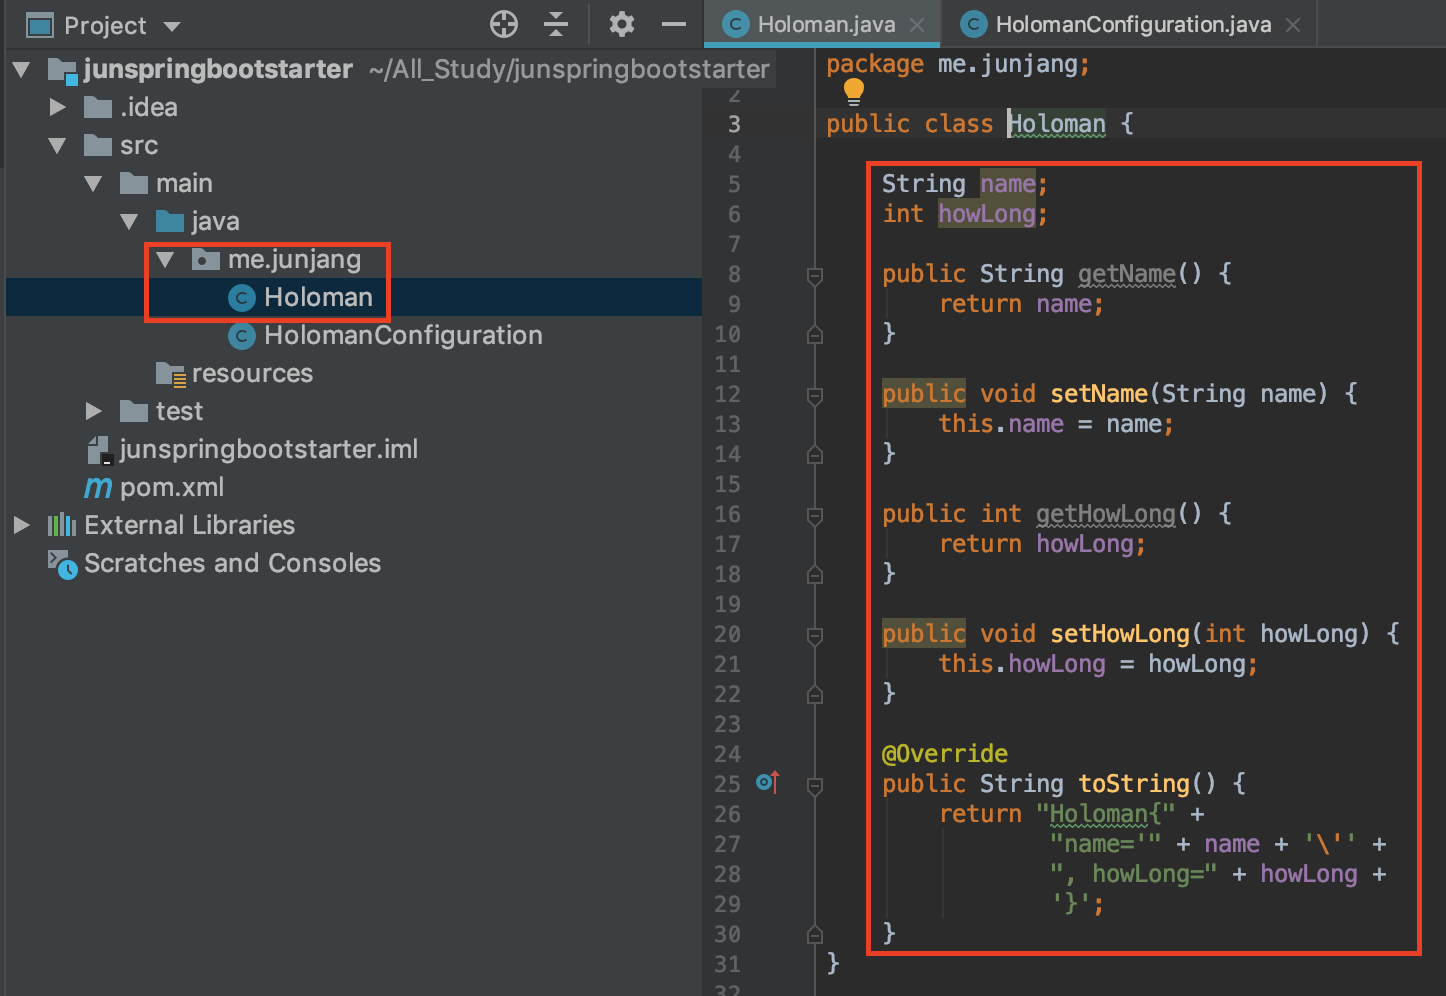 Project
junspringbootstarter ~/All_Study/junspringbootstarter
.idea
src
main
java
me.junjang
Holoman
HolomanConfiguration
resources
test
junspringbootstarter.iml
pom.xml
External Libraries
Scratches and Consoles
Holoman.java HolomanConfiguration.java
package me.junjang;
2
3 public class Holoman {
4
5 String name;
6 int howLong;
7
8 public String getName() {
9 return name;
10 }
11
12 public void setName(String name) {
13 this.name = name;
14 }
15
16 public int getHowLong() {
17 return howLong;
18 }
19
20 public void setHowLong(int howLong) {
21 this.howLong = howLong;
22 }
23
24 @Override
25 public String toString() {
26 return "Holoman{" +
27 "name='" + name + '\'' +
28 ", howLong=" + howLong +
29 '}';
30 }
31 }
32